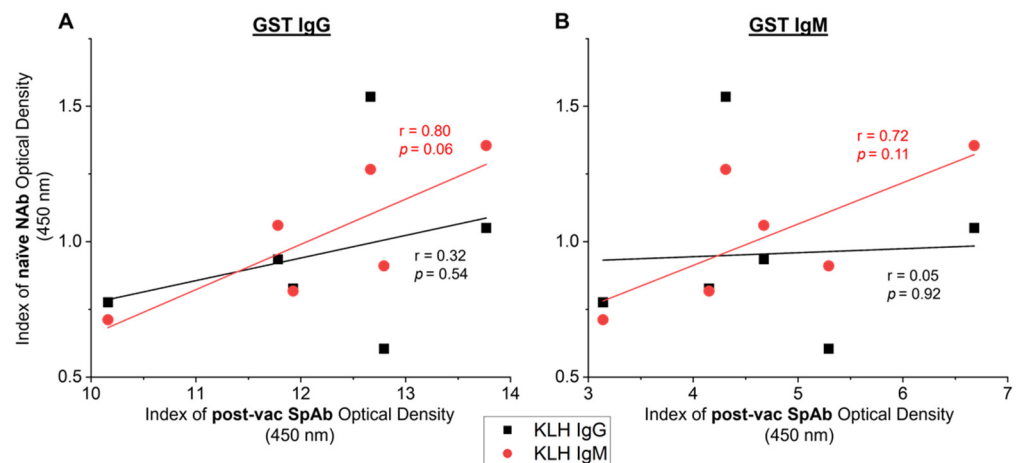 A
GST IgG
B
GST IgM
Index of naïve NAb Optical Density
(450 nm)
1.5
1.0
0.5
r = 0.80
p = 0.06
r = 0.32
p = 0.54
10
11
12
13
14
Index of post-vac SpAb Optical Density
(450 nm)
1.5
1.0
0.5
r = 0.72
p = 0.11
r = 0.05
p = 0.92
3
4
5
6
7
Index of post-vac SpAb Optical Density
(450 nm)
KLH IgG
KLH IgM